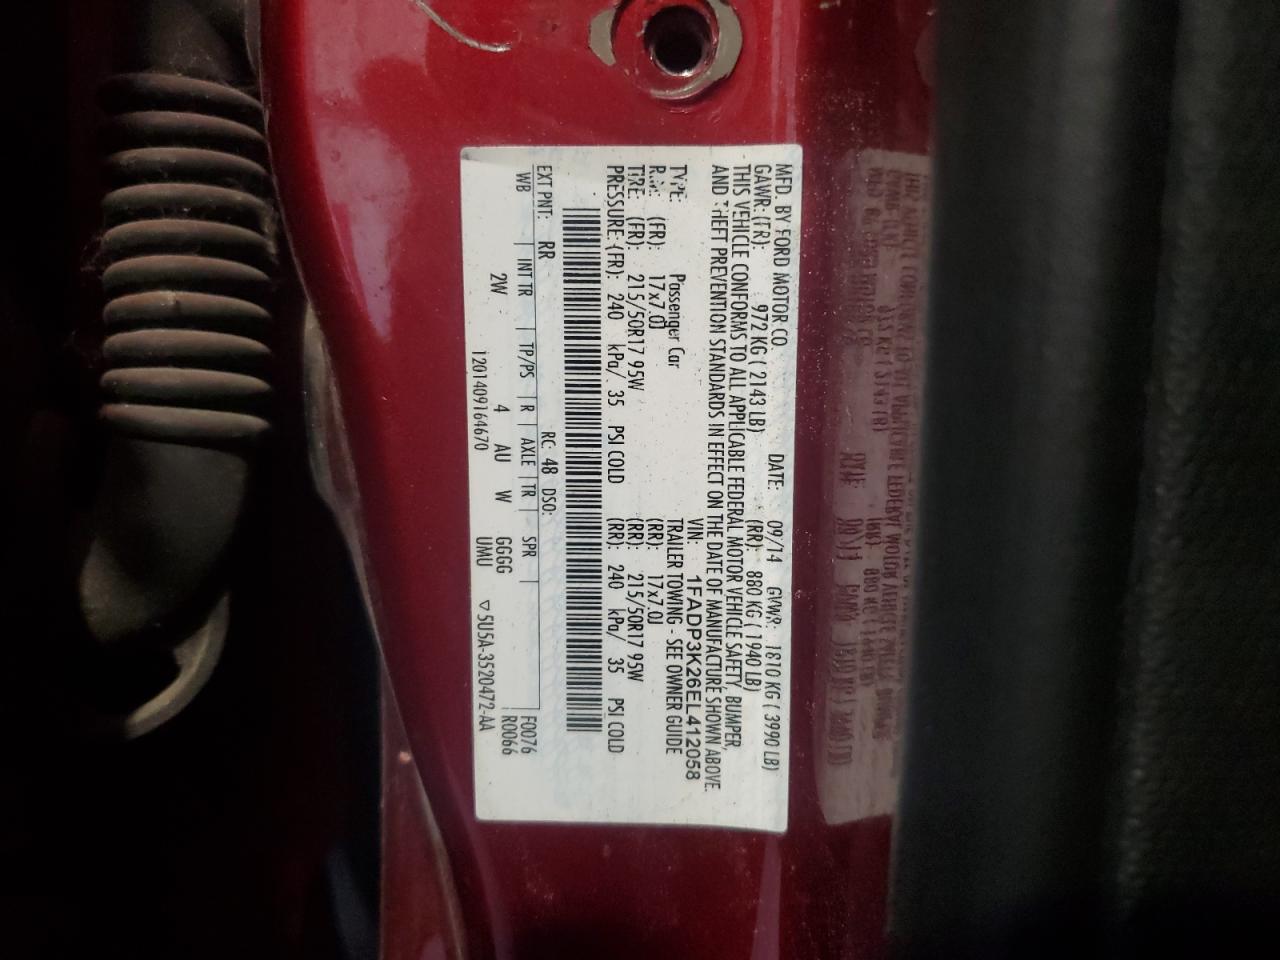 MFD. BY FORD MOTOR CO. DATE: 09/14 GVWR: 1810 KG ( 3990 LB)
GAWR: (FR): 972 KG ( 2143 LB) (RR): 880 KG ( 1940 LB)
THIS VEHICLE CONFORMS TO ALL APPLICABLE FEDERAL MOTOR VEHICLE SAFETY, BUMPER,
AND THEFT PREVENTION STANDARDS IN EFFECT ON THE DATE OF MANUFACTURE SHOWN ABOVE.
VIN: 1FADP3K26EL412058
TYPE: Passenger Car TRAILER TOWING - SEE OWNER GUIDE
RIM: (FR): 17x7.0J (RR): 17x7.0J
TIRE: (FR): 215/50R17 95W (RR): 215/50R17 95W
PRESSURE: (FR): 240 kPa/ 35 PSI COLD (RR): 240 kPa/ 35 PSI COLD
EXT PNT: RR RC: 48 DSO:
WB INT TR TP/PS R AXLE TR SPR F0076
2W 4 AU W GGGG R0066
1201409164670 UMU ▽5U5A-3520472-AA